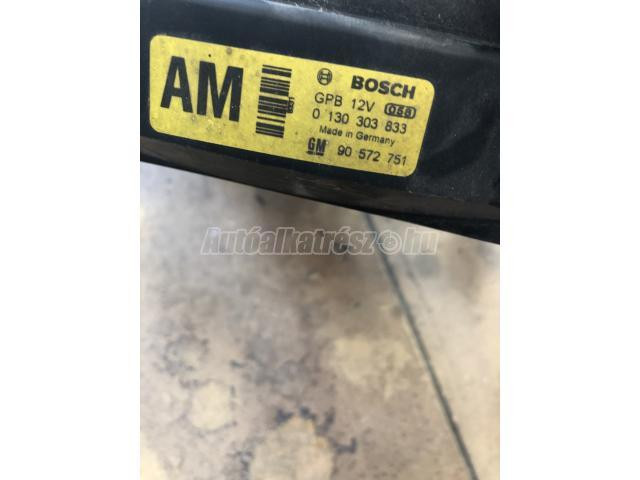 AM
BOSCH
GPB 12V 058
0 130 303 833
Made in Germany
GM 90 572 751
Autóalkatrész.hu